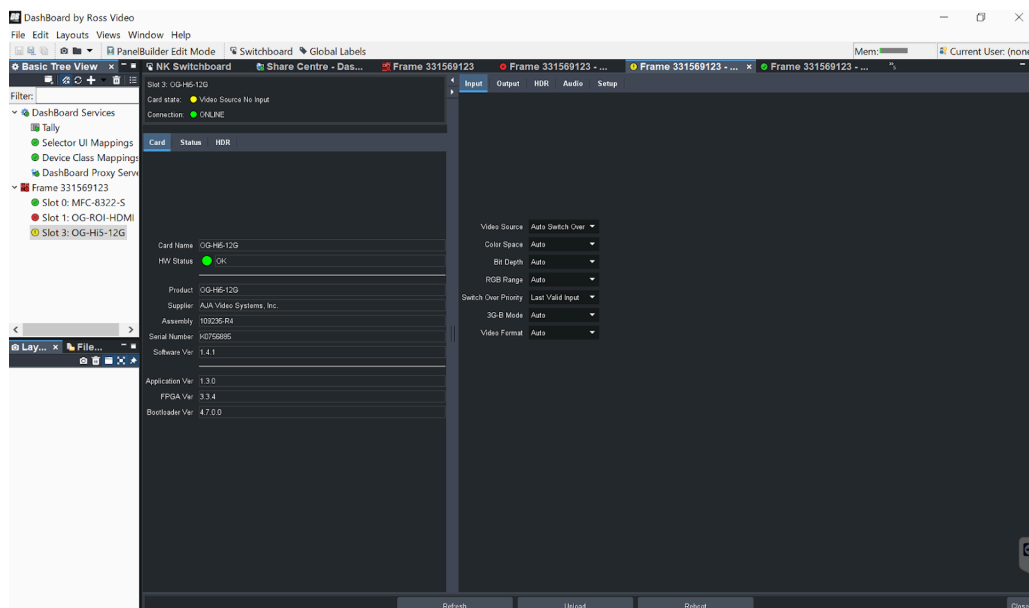 DashBoard by Ross Video
File Edit Layouts Views Window Help
PanelBuilder Edit Mode Switchboard Global Labels Mem: Current User: (non
Basic Tree View NK Switchboard Share Centre - Das... Frame 331569123 Frame 331569123 - ... Frame 331569123 - ... Frame 331569123 - ...
Filter:
DashBoard Services
Tally
Selector UI Mappings
Device Class Mappings
DashBoard Proxy Serve
Frame 331569123
Slot 0: MFC-8322-S
Slot 1: OG-ROI-HDMI
Slot 3: OG-Hi5-12G
Lay... File...
Slot 3: OG-Hi5-12G
Card state: Video Source No Input
Connection: ONLINE
Card Status HDR
Card Name OG-Hi5-12G
HW Status OK
Product OG-Hi5-12G
Supplier AJA Video Systems, Inc.
Assembly 109235-R4
Serial Number K0756885
Software Ver 1.4.1
Application Ver 1.3.0
FPGA Ver 3.3.4
Bootloader Ver 4.7.0.0
Input Output HDR Audio Setup
Video Source Auto Switch Over
Color Space Auto
Bit Depth Auto
RGB Range Auto
Switch Over Priority Last Valid Input
3G-B Mode Auto
Video Format Auto
Refresh Upload Reboot Close